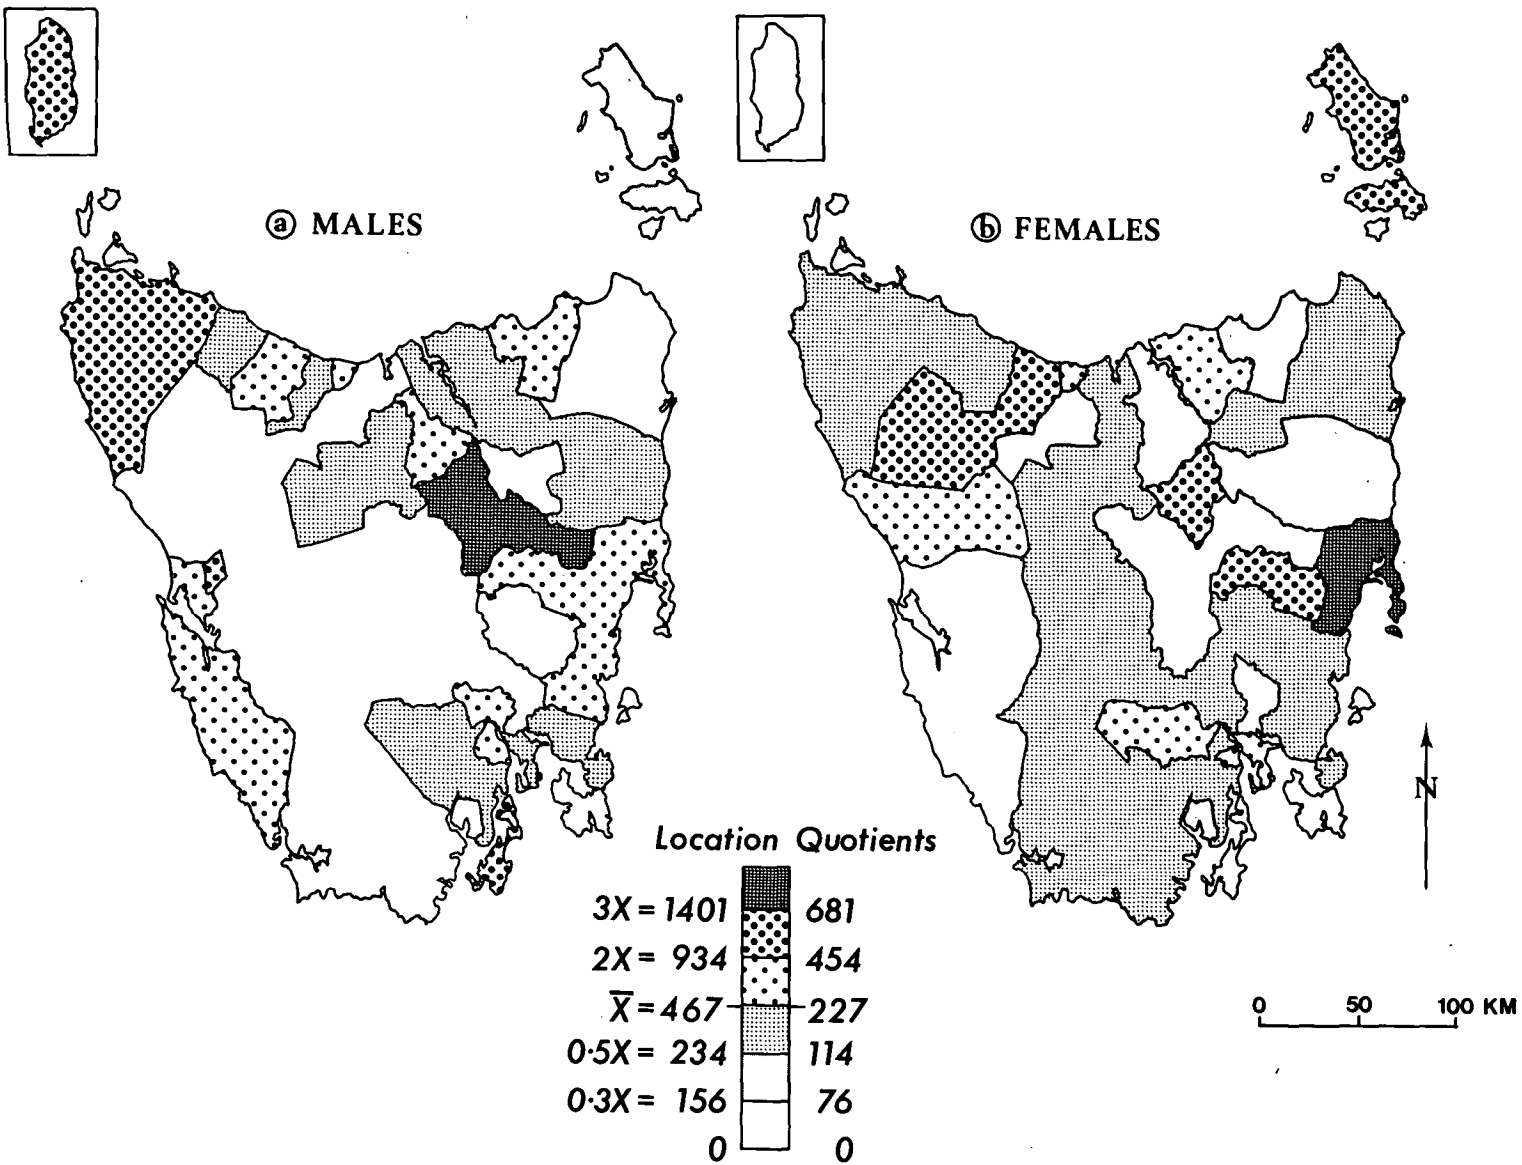 ⓐ MALES
ⓑ FEMALES
N
Location Quotients
3X = 1401 681
2X = 934 454
X̅ = 467 227
0·5X = 234 114
0·3X = 156 76
0 0
0 50 100 KM